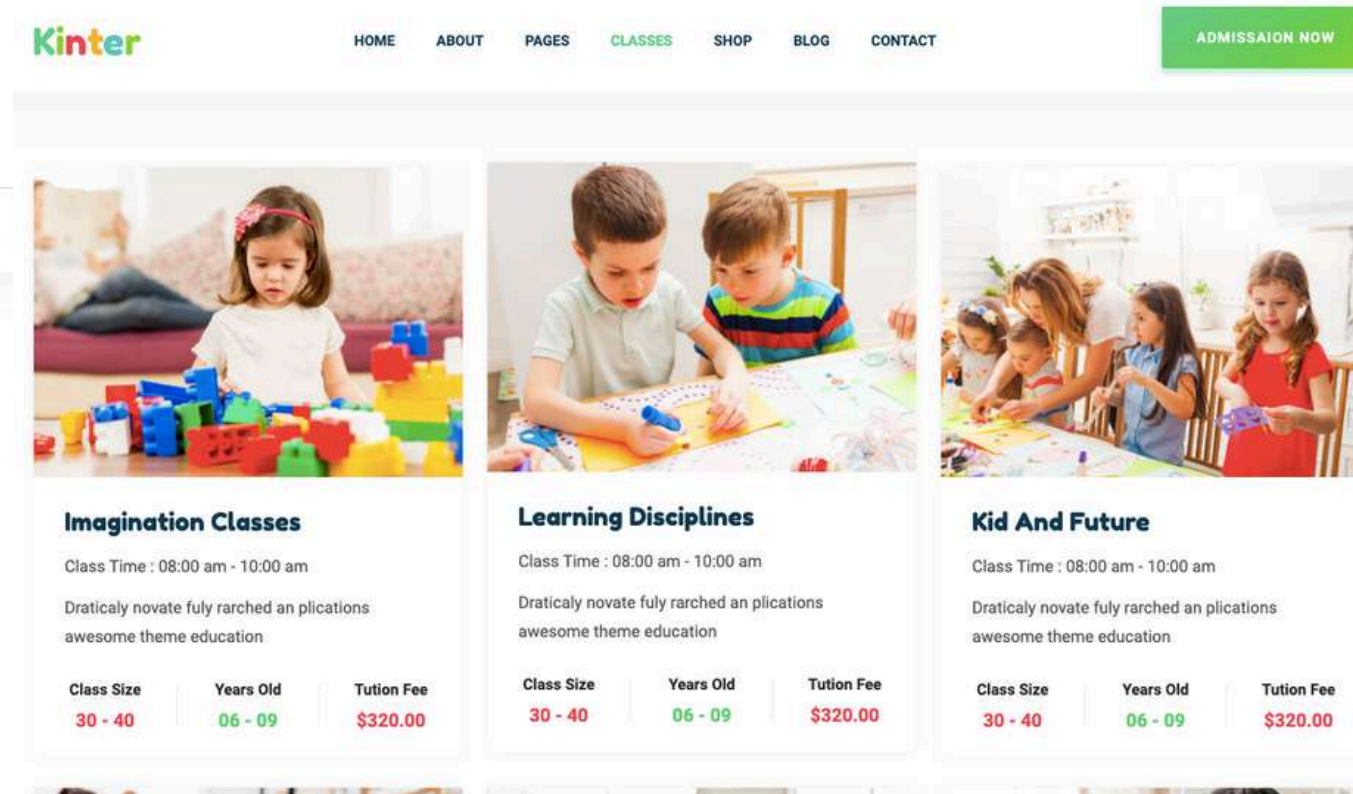 Kinter
HOME ABOUT PAGES CLASSES SHOP BLOG CONTACT
ADMISSAION NOW
Imagination Classes
Class Time : 08:00 am - 10:00 am
Draticaly novate fuly rarched an plications
awesome theme education
Class Size Years Old Tution Fee
30 - 40 06 - 09 $320.00
Learning Disciplines
Class Time : 08:00 am - 10:00 am
Draticaly novate fuly rarched an plications
awesome theme education
Class Size Years Old Tution Fee
30 - 40 06 - 09 $320.00
Kid And Future
Class Time : 08:00 am - 10:00 am
Draticaly novate fuly rarched an plications
awesome theme education
Class Size Years Old Tution Fee
30 - 40 06 - 09 $320.00